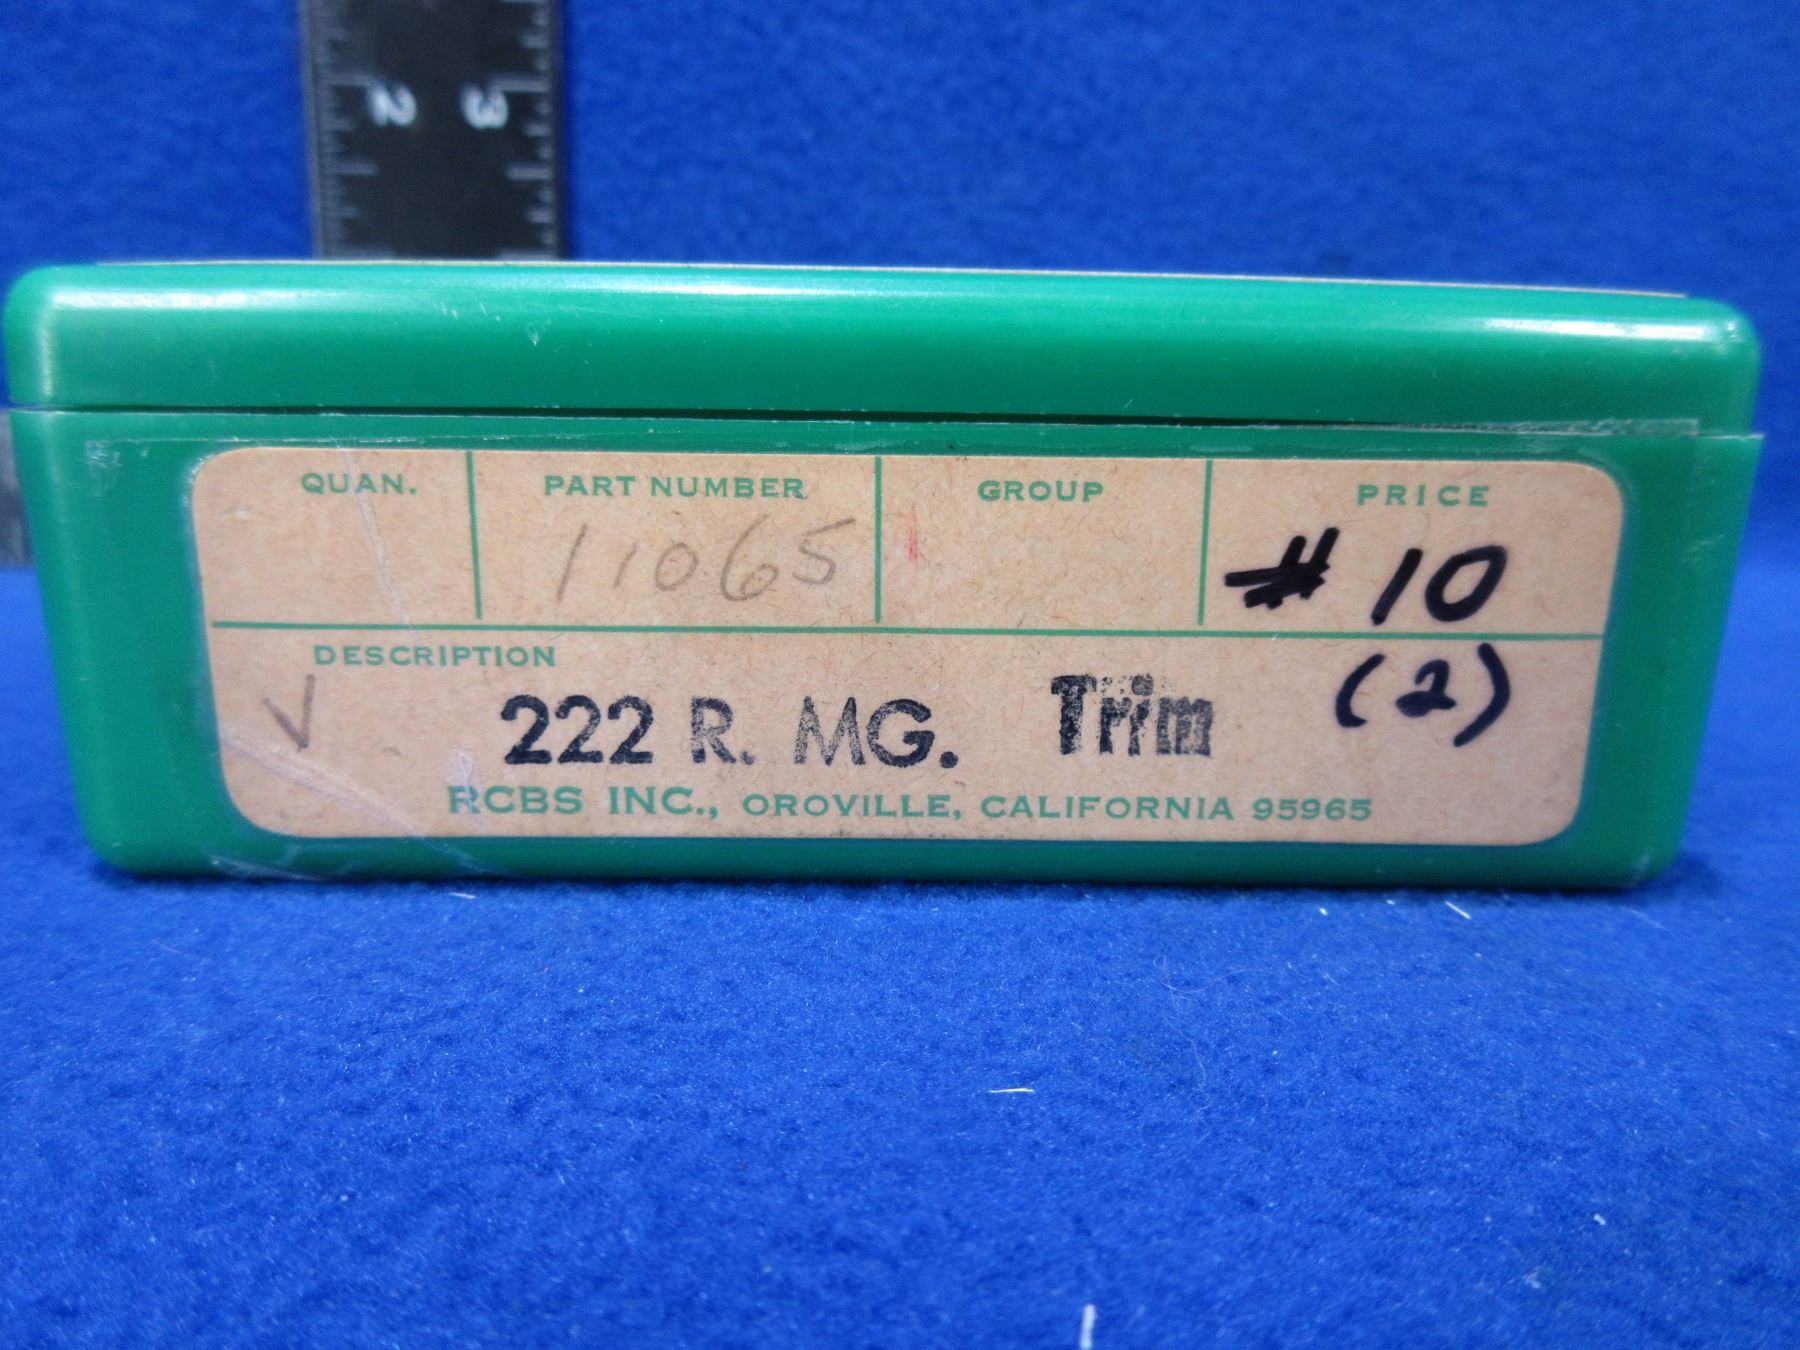 2 3
QUAN. PART NUMBER GROUP PRICE
11065 # 10
DESCRIPTION
V 222 R. MG. Trim (2)
RCBS INC., OROVILLE, CALIFORNIA 95965